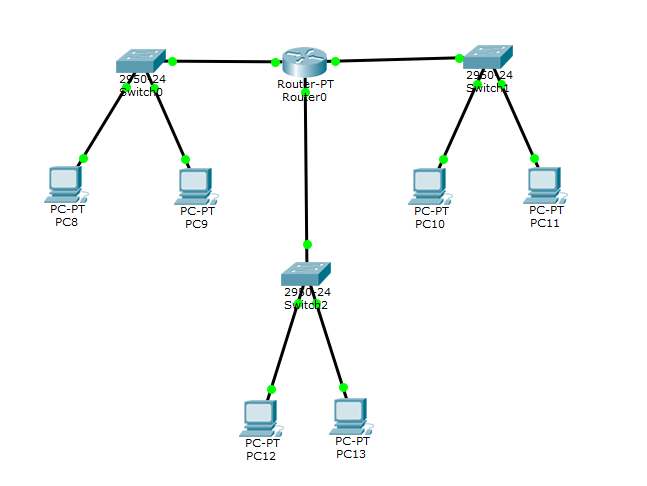 2950-24
Switch0
Router-PT
Router0
2950-24
Switch1
PC-PT
PC8
PC-PT
PC9
PC-PT
PC10
PC-PT
PC11
2950-24
Switch2
PC-PT
PC12
PC-PT
PC13